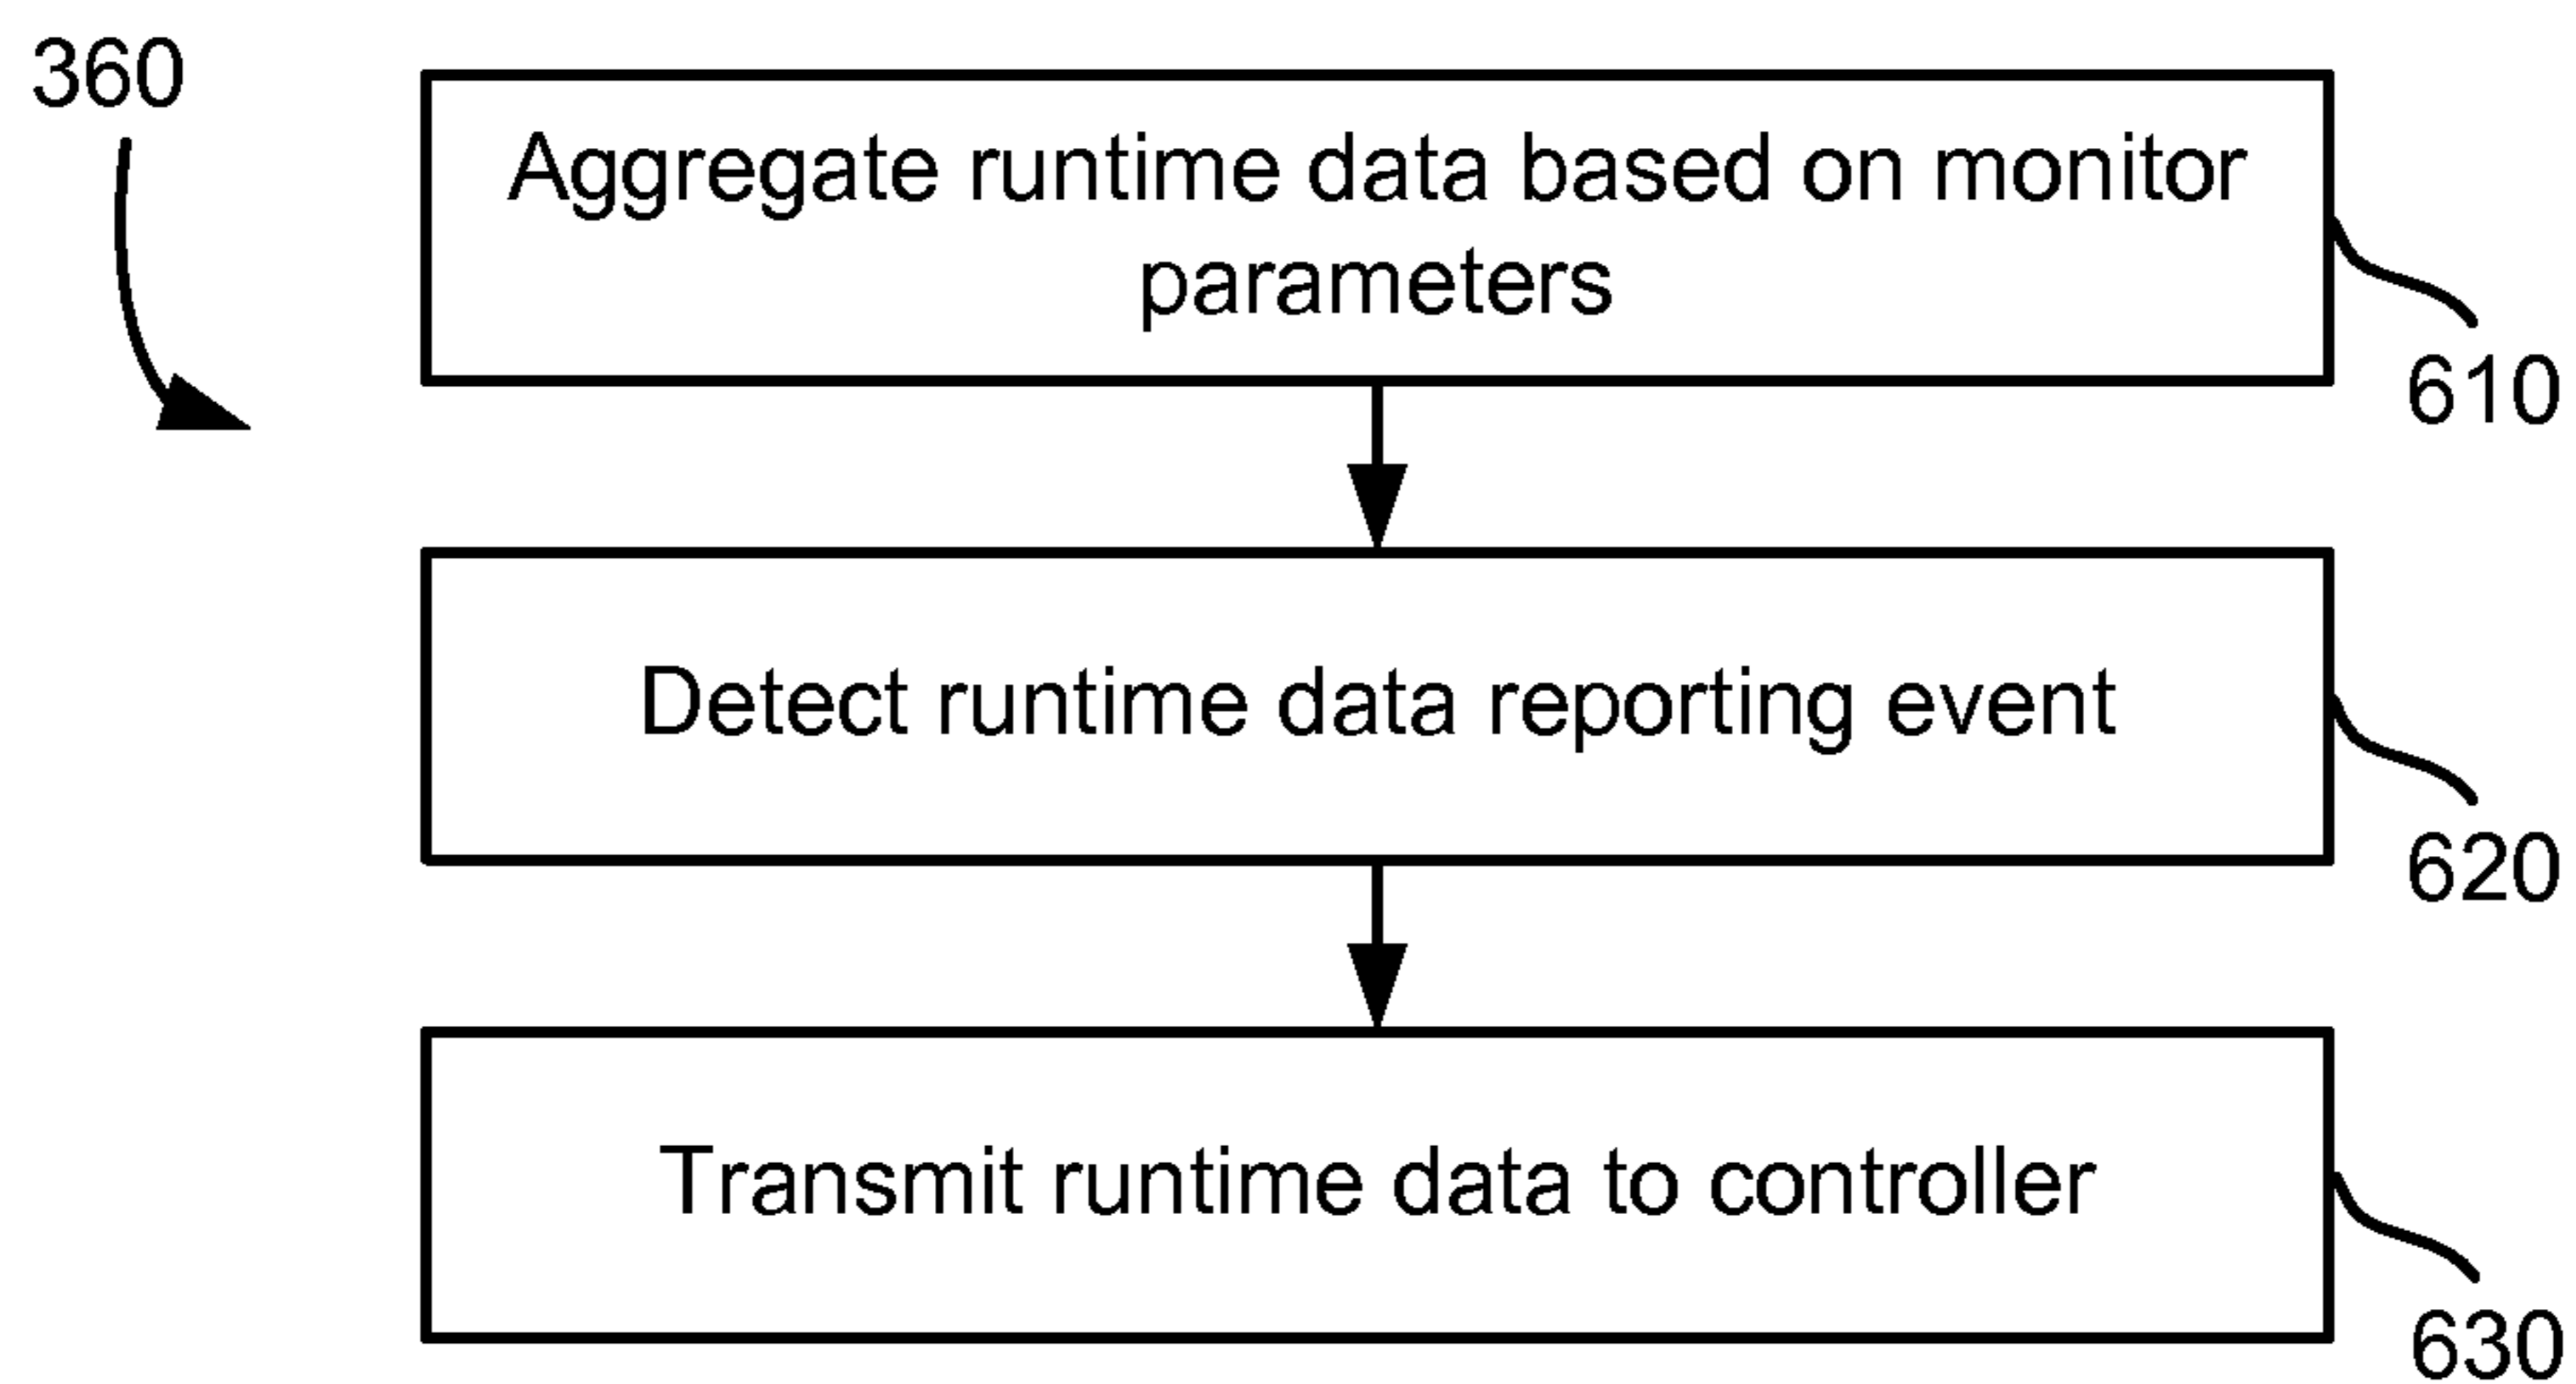 360
Aggregate runtime data based on monitor
parameters
610
Detect runtime data reporting event
620
Transmit runtime data to controller
630